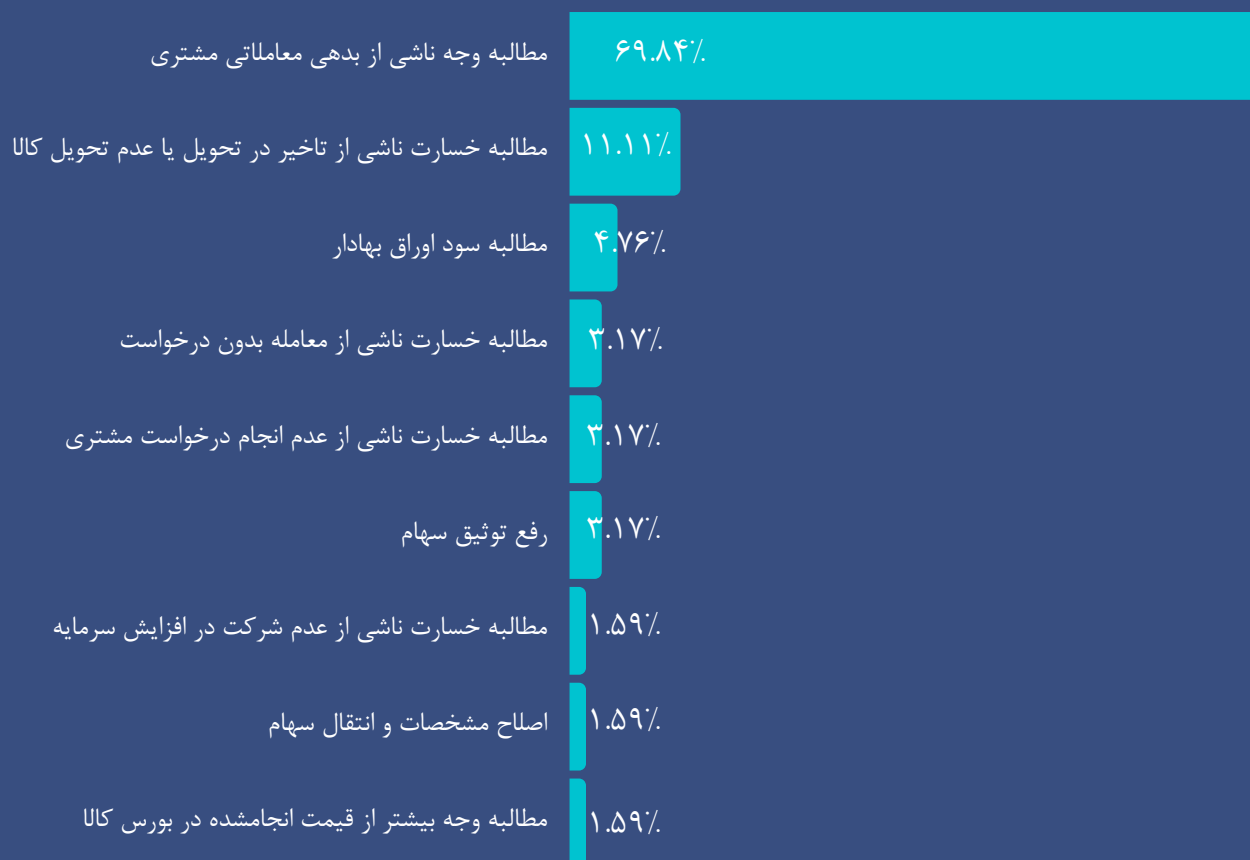 مطالبه وجه ناشی از بدهی معاملاتی مشتری ۶۹.۸۴٪
مطالبه خسارت ناشی از تاخیر در تحویل یا عدم تحویل کالا ۱۱.۱۱٪
مطالبه سود اوراق بهادار ۴.۷۶٪
مطالبه خسارت ناشی از معامله بدون درخواست ۳.۱۷٪
مطالبه خسارت ناشی از عدم انجام درخواست مشتری ۳.۱۷٪
رفع توثیق سهام ۳.۱۷٪
مطالبه خسارت ناشی از عدم شرکت در افزایش سرمایه ۱.۵۹٪
اصلاح مشخصات و انتقال سهام ۱.۵۹٪
مطالبه وجه بیشتر از قیمت انجامشده در بورس کالا ۱.۵۹٪